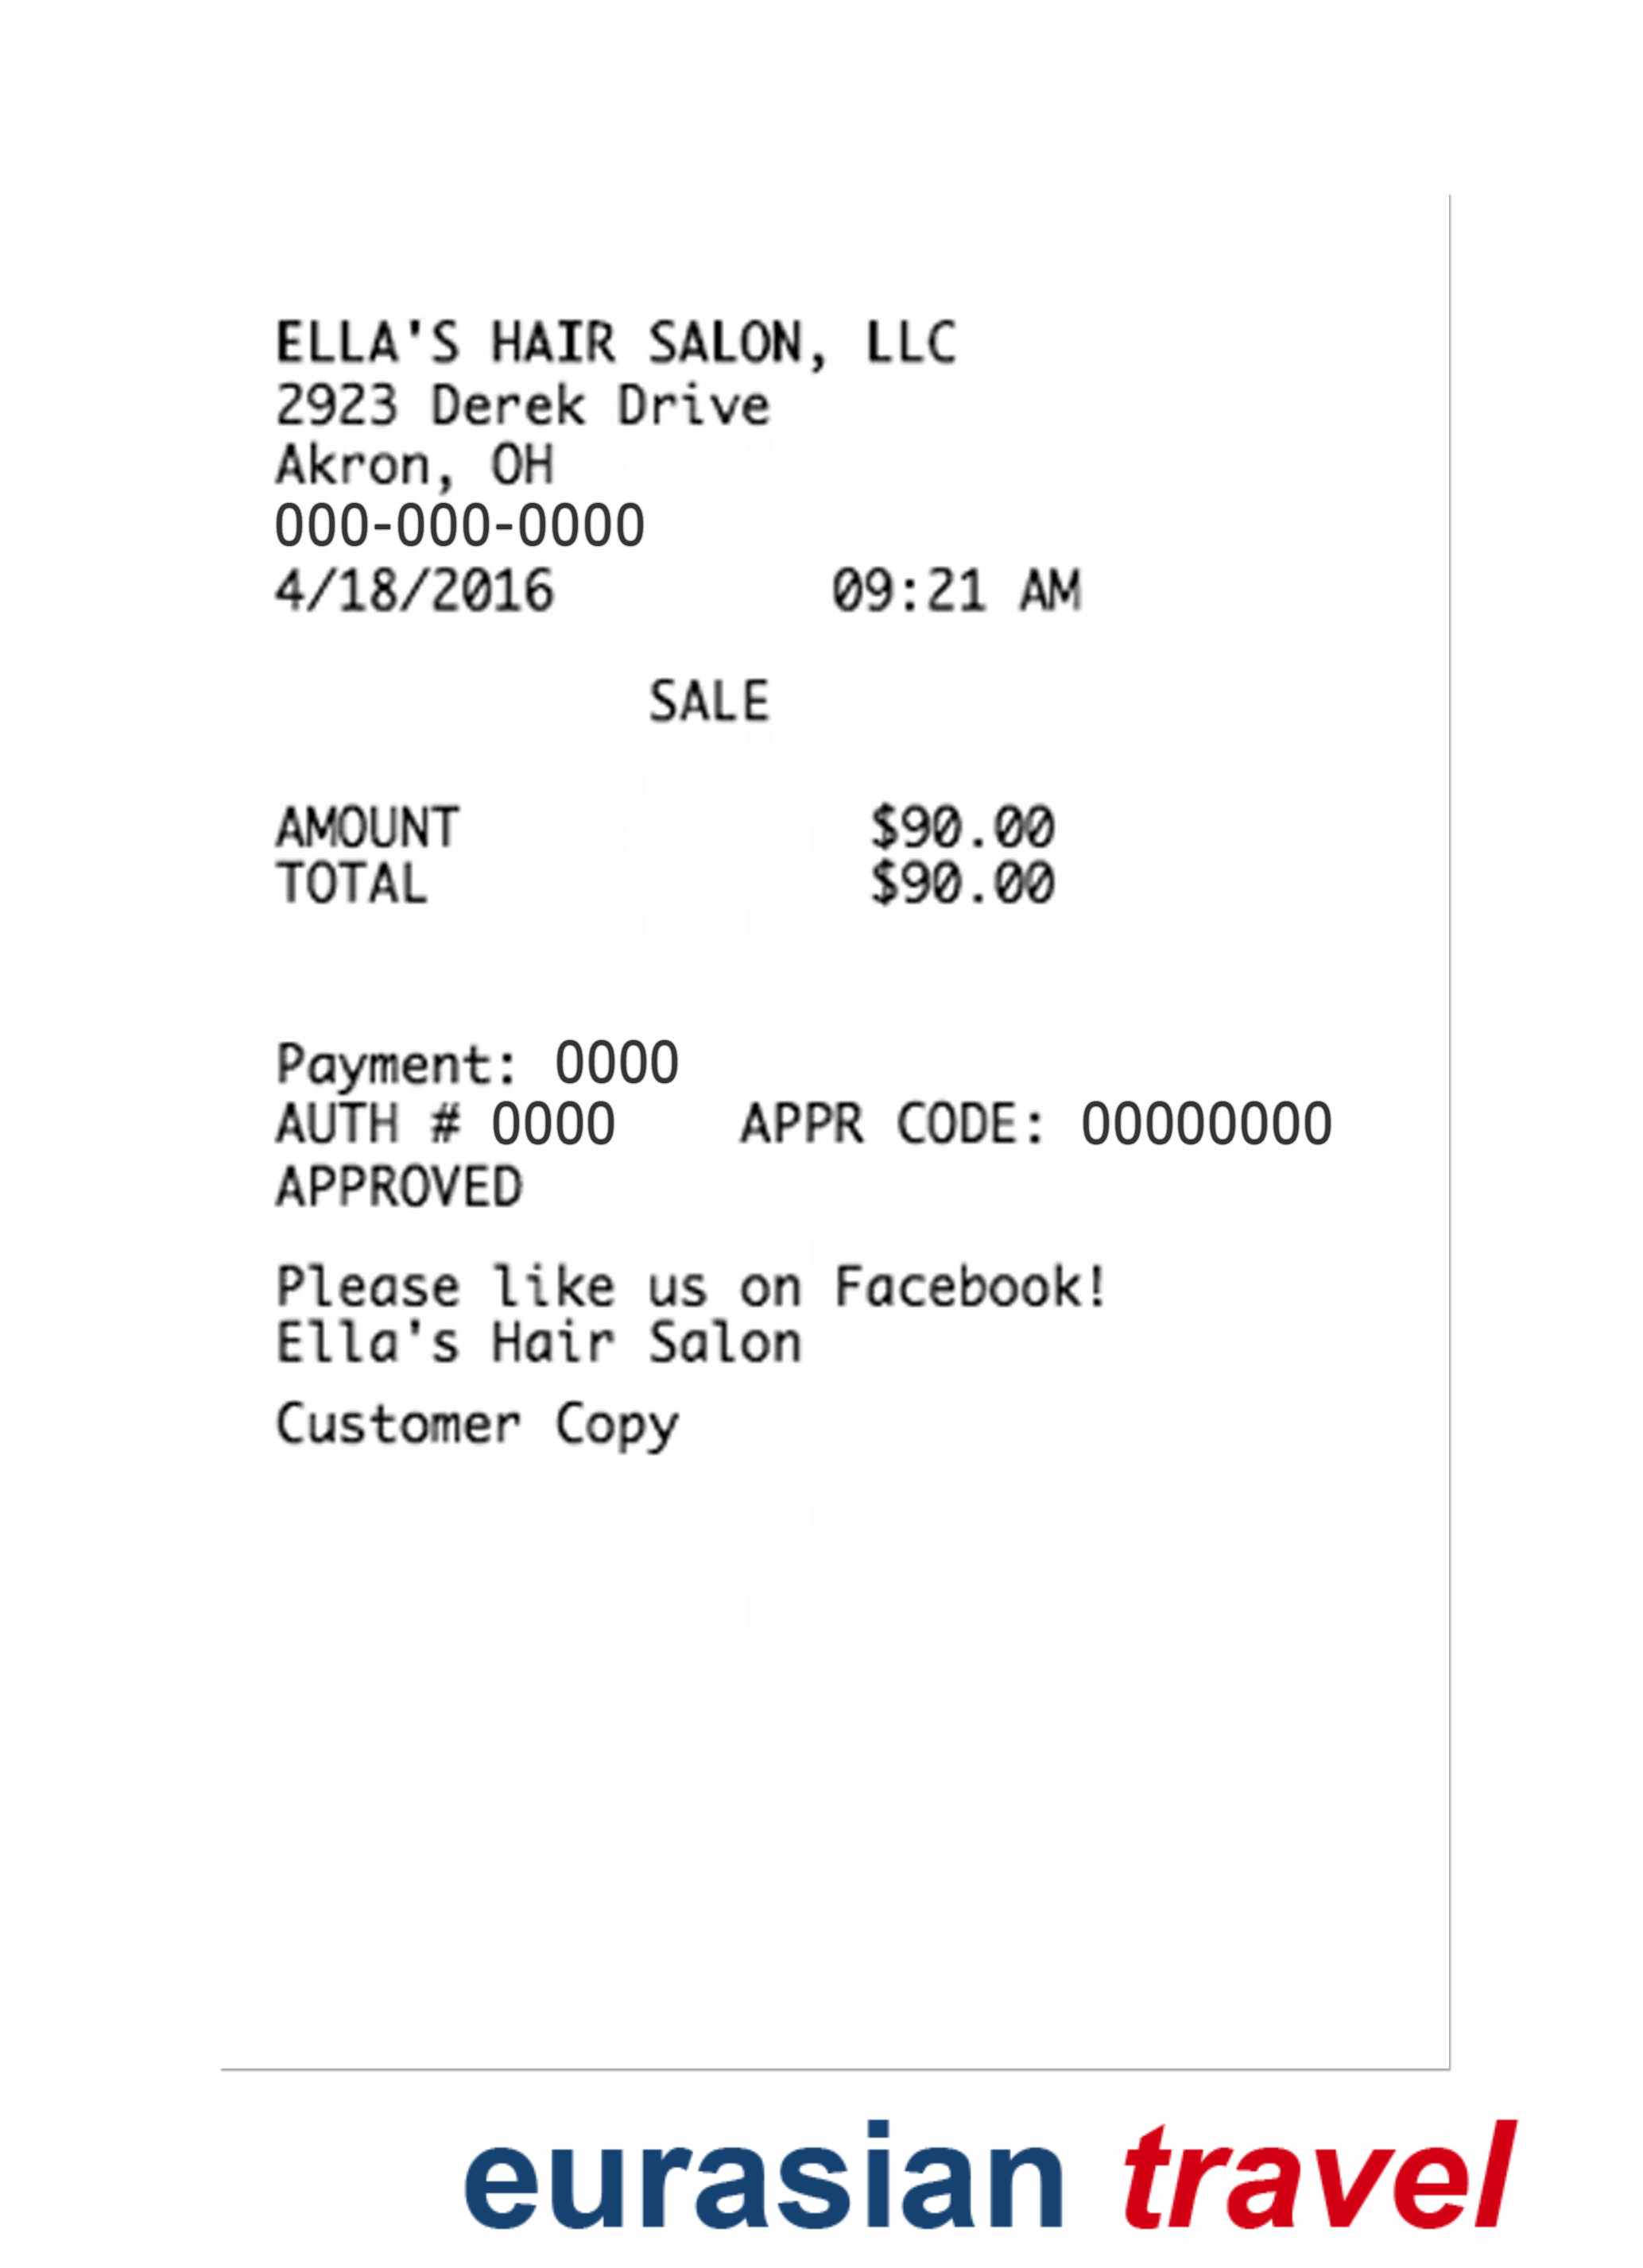 ELLA'S HAIR SALON, LLC
2923 Derek Drive
Akron, OH
000-000-0000
4/18/2016 09:21 AM
SALE
AMOUNT $90.00
TOTAL $90.00
Payment: 0000
AUTH # 0000 APPR CODE: 00000000
APPROVED
Please like us on Facebook!
Ella's Hair Salon
Customer Copy
eurasian travel